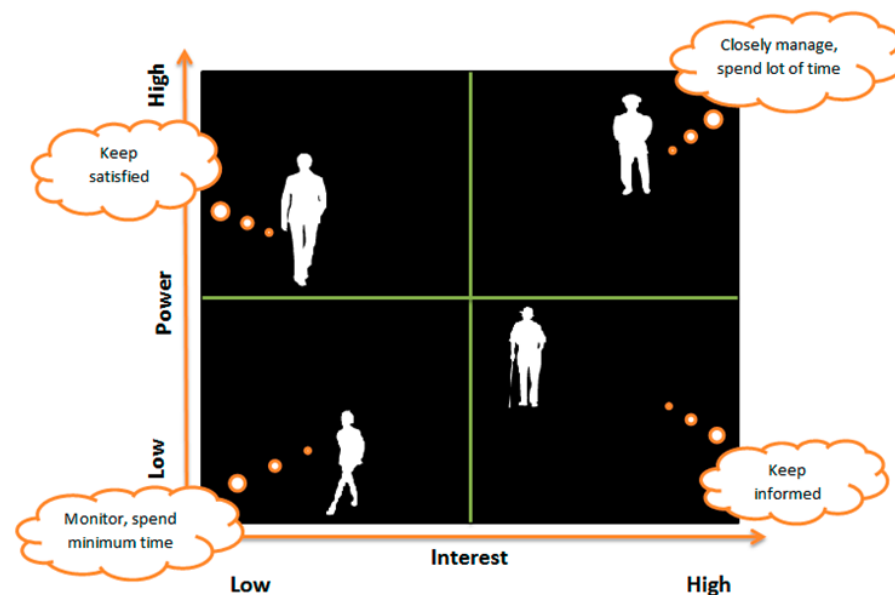 Closely manage,
spend lot of time
High
Keep
satisfied
Power
Low
Keep
informed
Monitor, spend
minimum time
Interest
Low
High